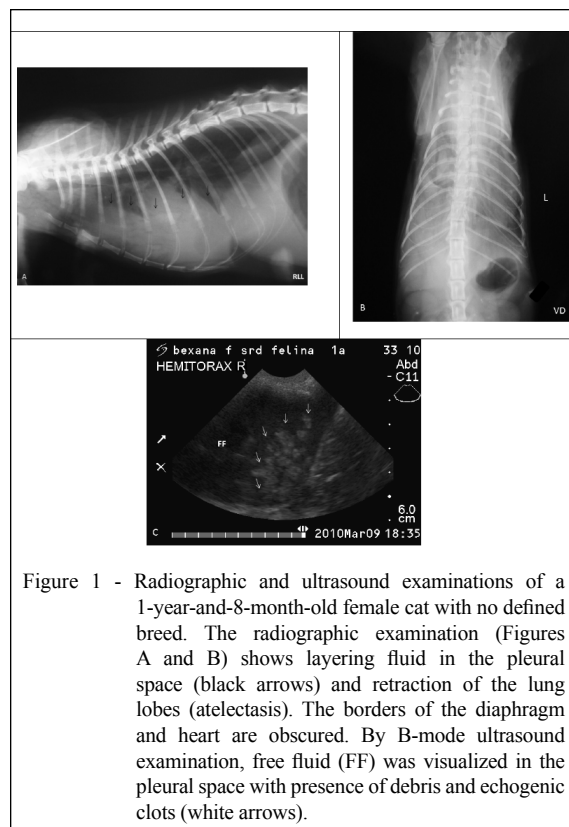 A
RLL
L
B
VD
bexana f srd felina 1a 33 10
HEMITORAX R
Abd
C11
FF
6.0
cm
C
2010Mar09 18:35
Figure 1 - Radiographic and ultrasound examinations of a
1-year-and-8-month-old female cat with no defined
breed. The radiographic examination (Figures
A and B) shows layering fluid in the pleural
space (black arrows) and retraction of the lung
lobes (atelectasis). The borders of the diaphragm
and heart are obscured. By B-mode ultrasound
examination, free fluid (FF) was visualized in the
pleural space with presence of debris and echogenic
clots (white arrows).